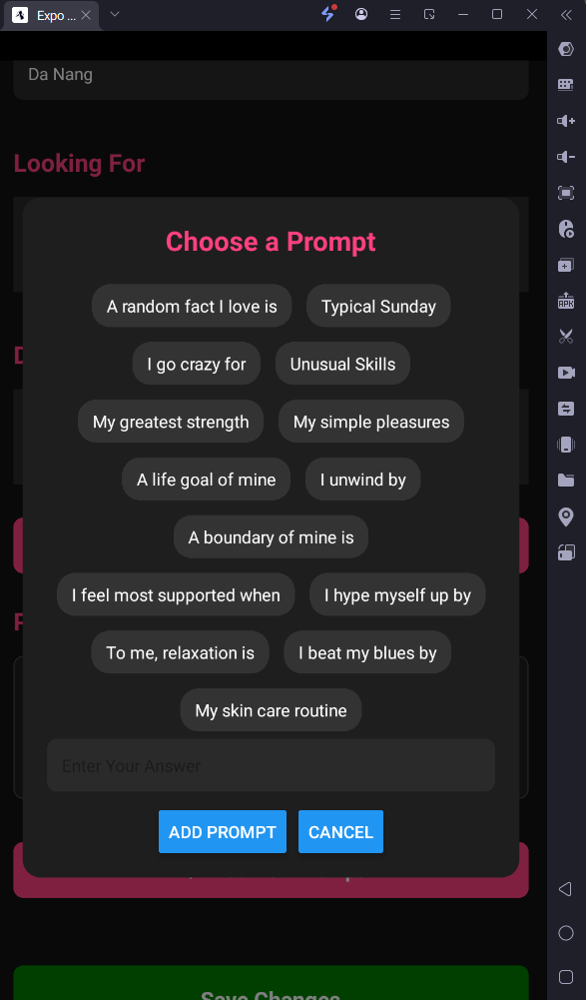 Expo ...
Da Nang
Looking For
Choose a Prompt
A random fact I love is
Typical Sunday
I go crazy for
Unusual Skills
My greatest strength
My simple pleasures
A life goal of mine
I unwind by
A boundary of mine is
I feel most supported when
I hype myself up by
To me, relaxation is
I beat my blues by
My skin care routine
Enter Your Answer
ADD PROMPT
CANCEL
Save Changes
APK